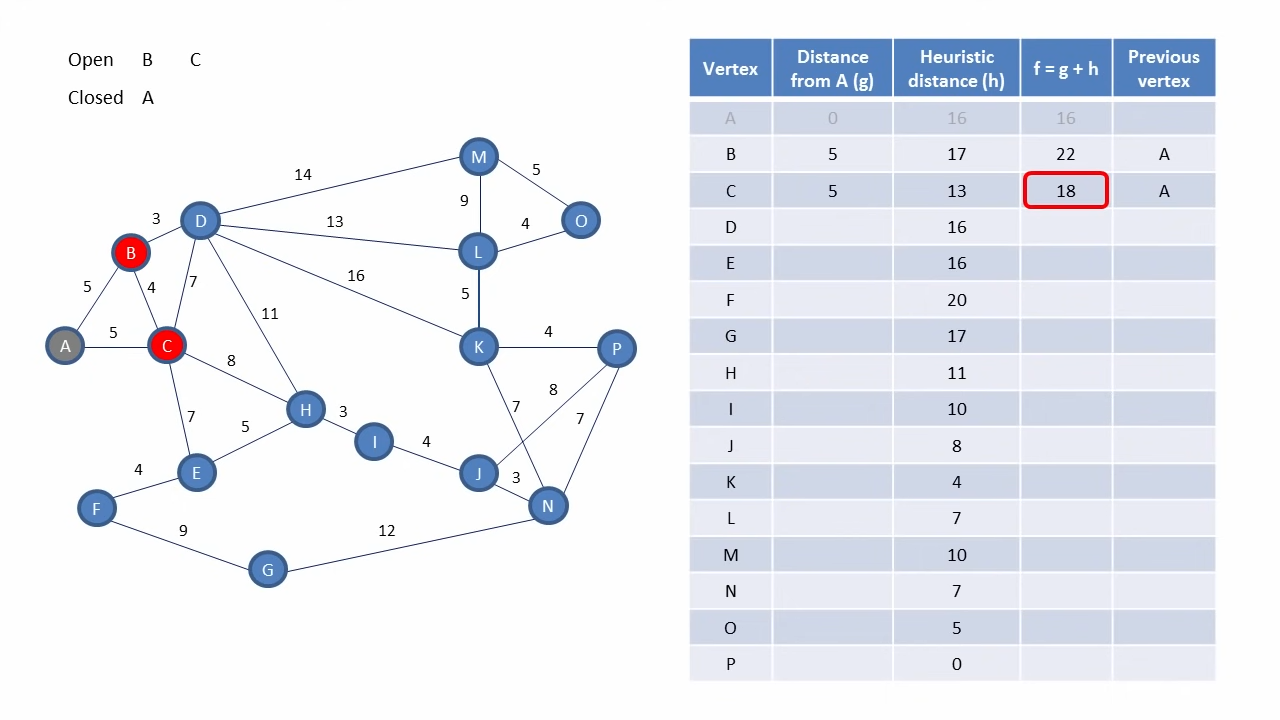 Open B C
Closed A
M
14
5
3
D
9
O
13
4
B
L
7
16
5
4
5
11
5
A
C
K
4
P
8
8
7
H
7
3
7
5
I
4
4
E
J
3
F
N
9
12
G
Vertex Distance from A (g) Heuristic distance (h) f = g + h Previous vertex
A 0 16 16
B 5 17 22 A
C 5 13 18 A
D 16
E 16
F 20
G 17
H 11
I 10
J 8
K 4
L 7
M 10
N 7
O 5
P 0